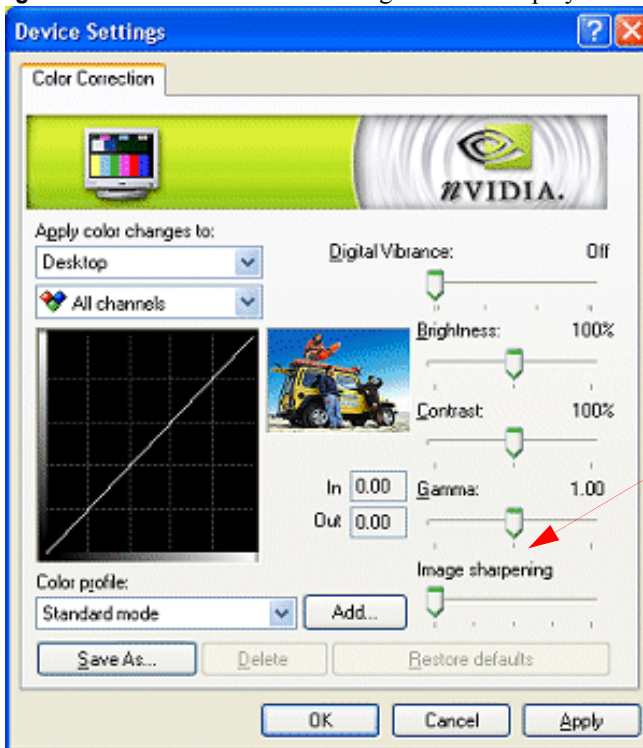 Device Settings
Color Correction
nVIDIA.
Apply color changes to:
Desktop
All channels
Digital Vibrance: Off
Brightness: 100%
Contrast: 100%
In 0.00
Out 0.00
Gamma: 1.00
Image sharpening
Color profile:
Standard mode
Add...
Save As... Delete Restore defaults
OK Cancel Apply